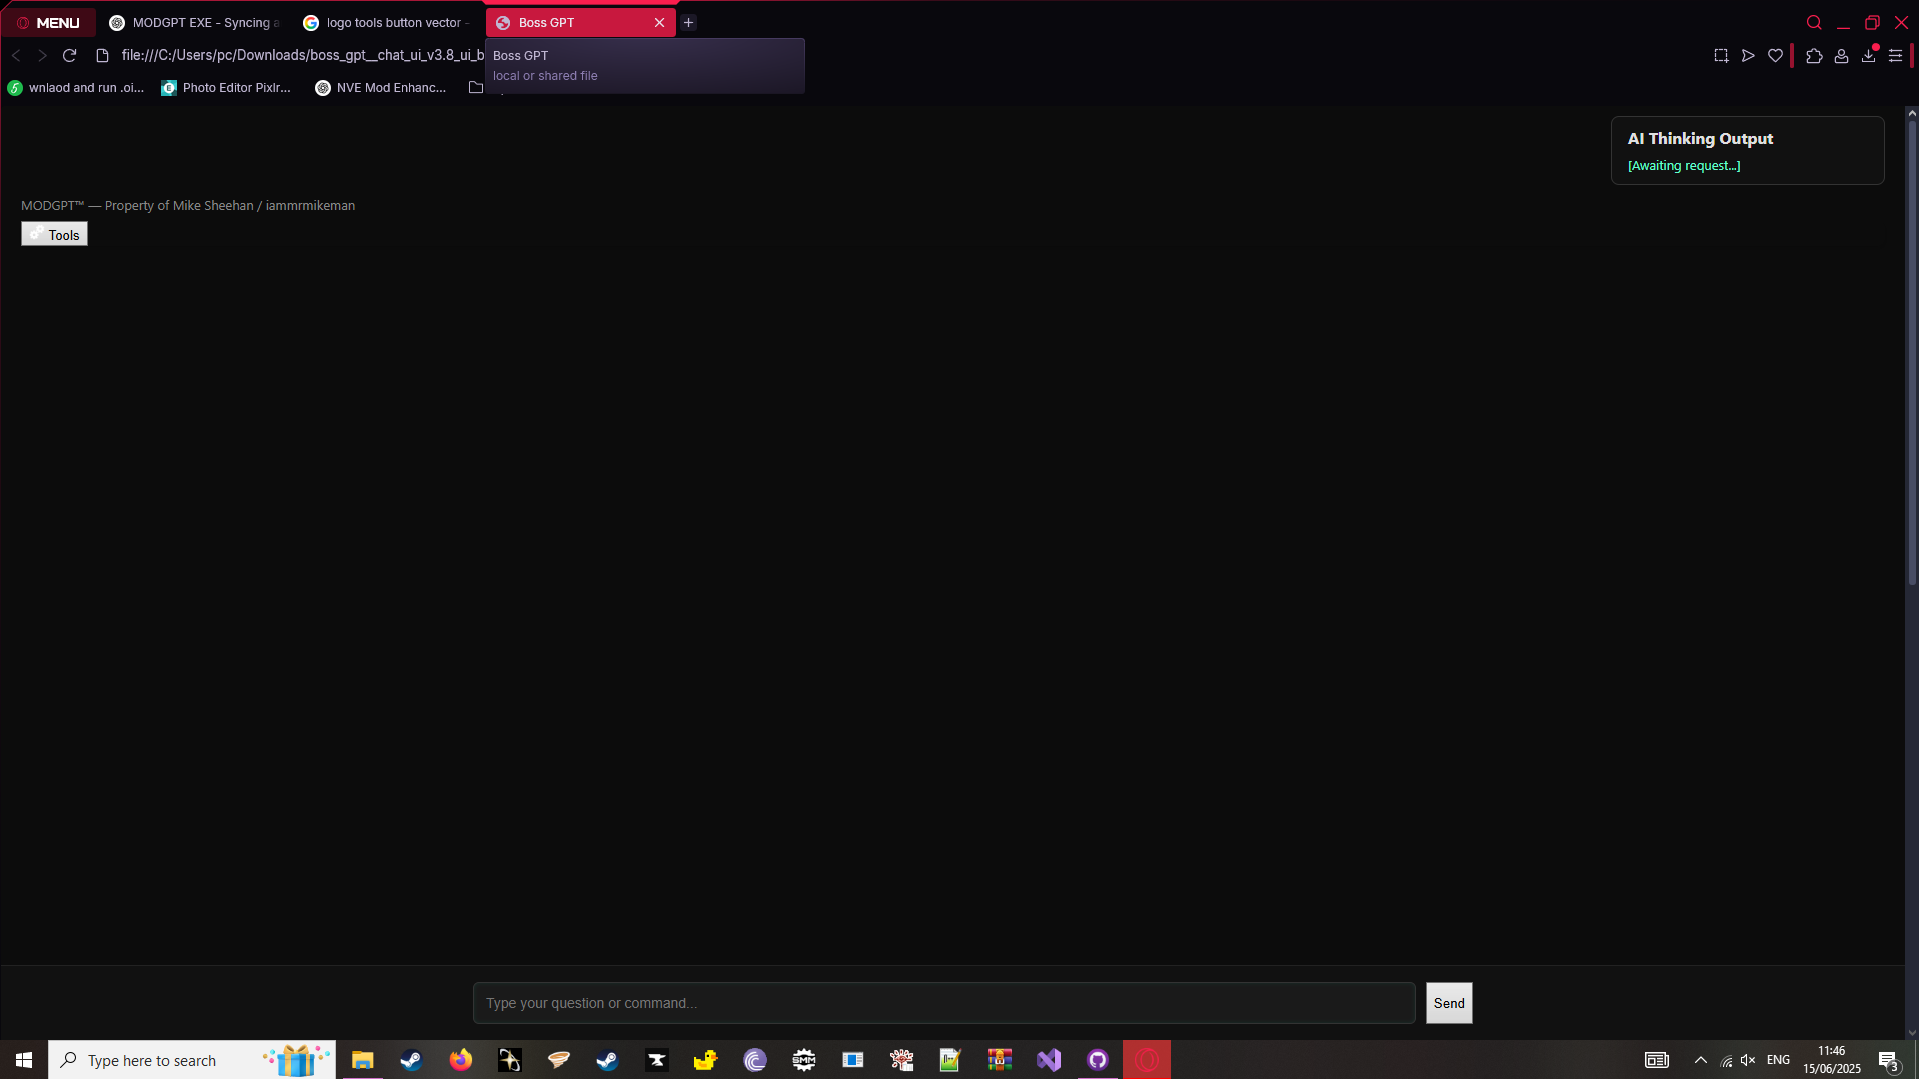 MENU
MODGPT EXE - Syncing a
logo tools button vector -
Boss GPT
file:///C:/Users/pc/Downloads/boss_gpt__chat_ui_v3.8_ui_b
Boss GPT
local or shared file
wnlaod and run .oi...
Photo Editor Pixlr...
NVE Mod Enhanc...
AI Thinking Output
[Awaiting request...]
MODGPT™ — Property of Mike Sheehan / iammrmikeman
Tools
Type your question or command...
Send
Type here to search
SMM
ENG
11:46
15/06/2025
3